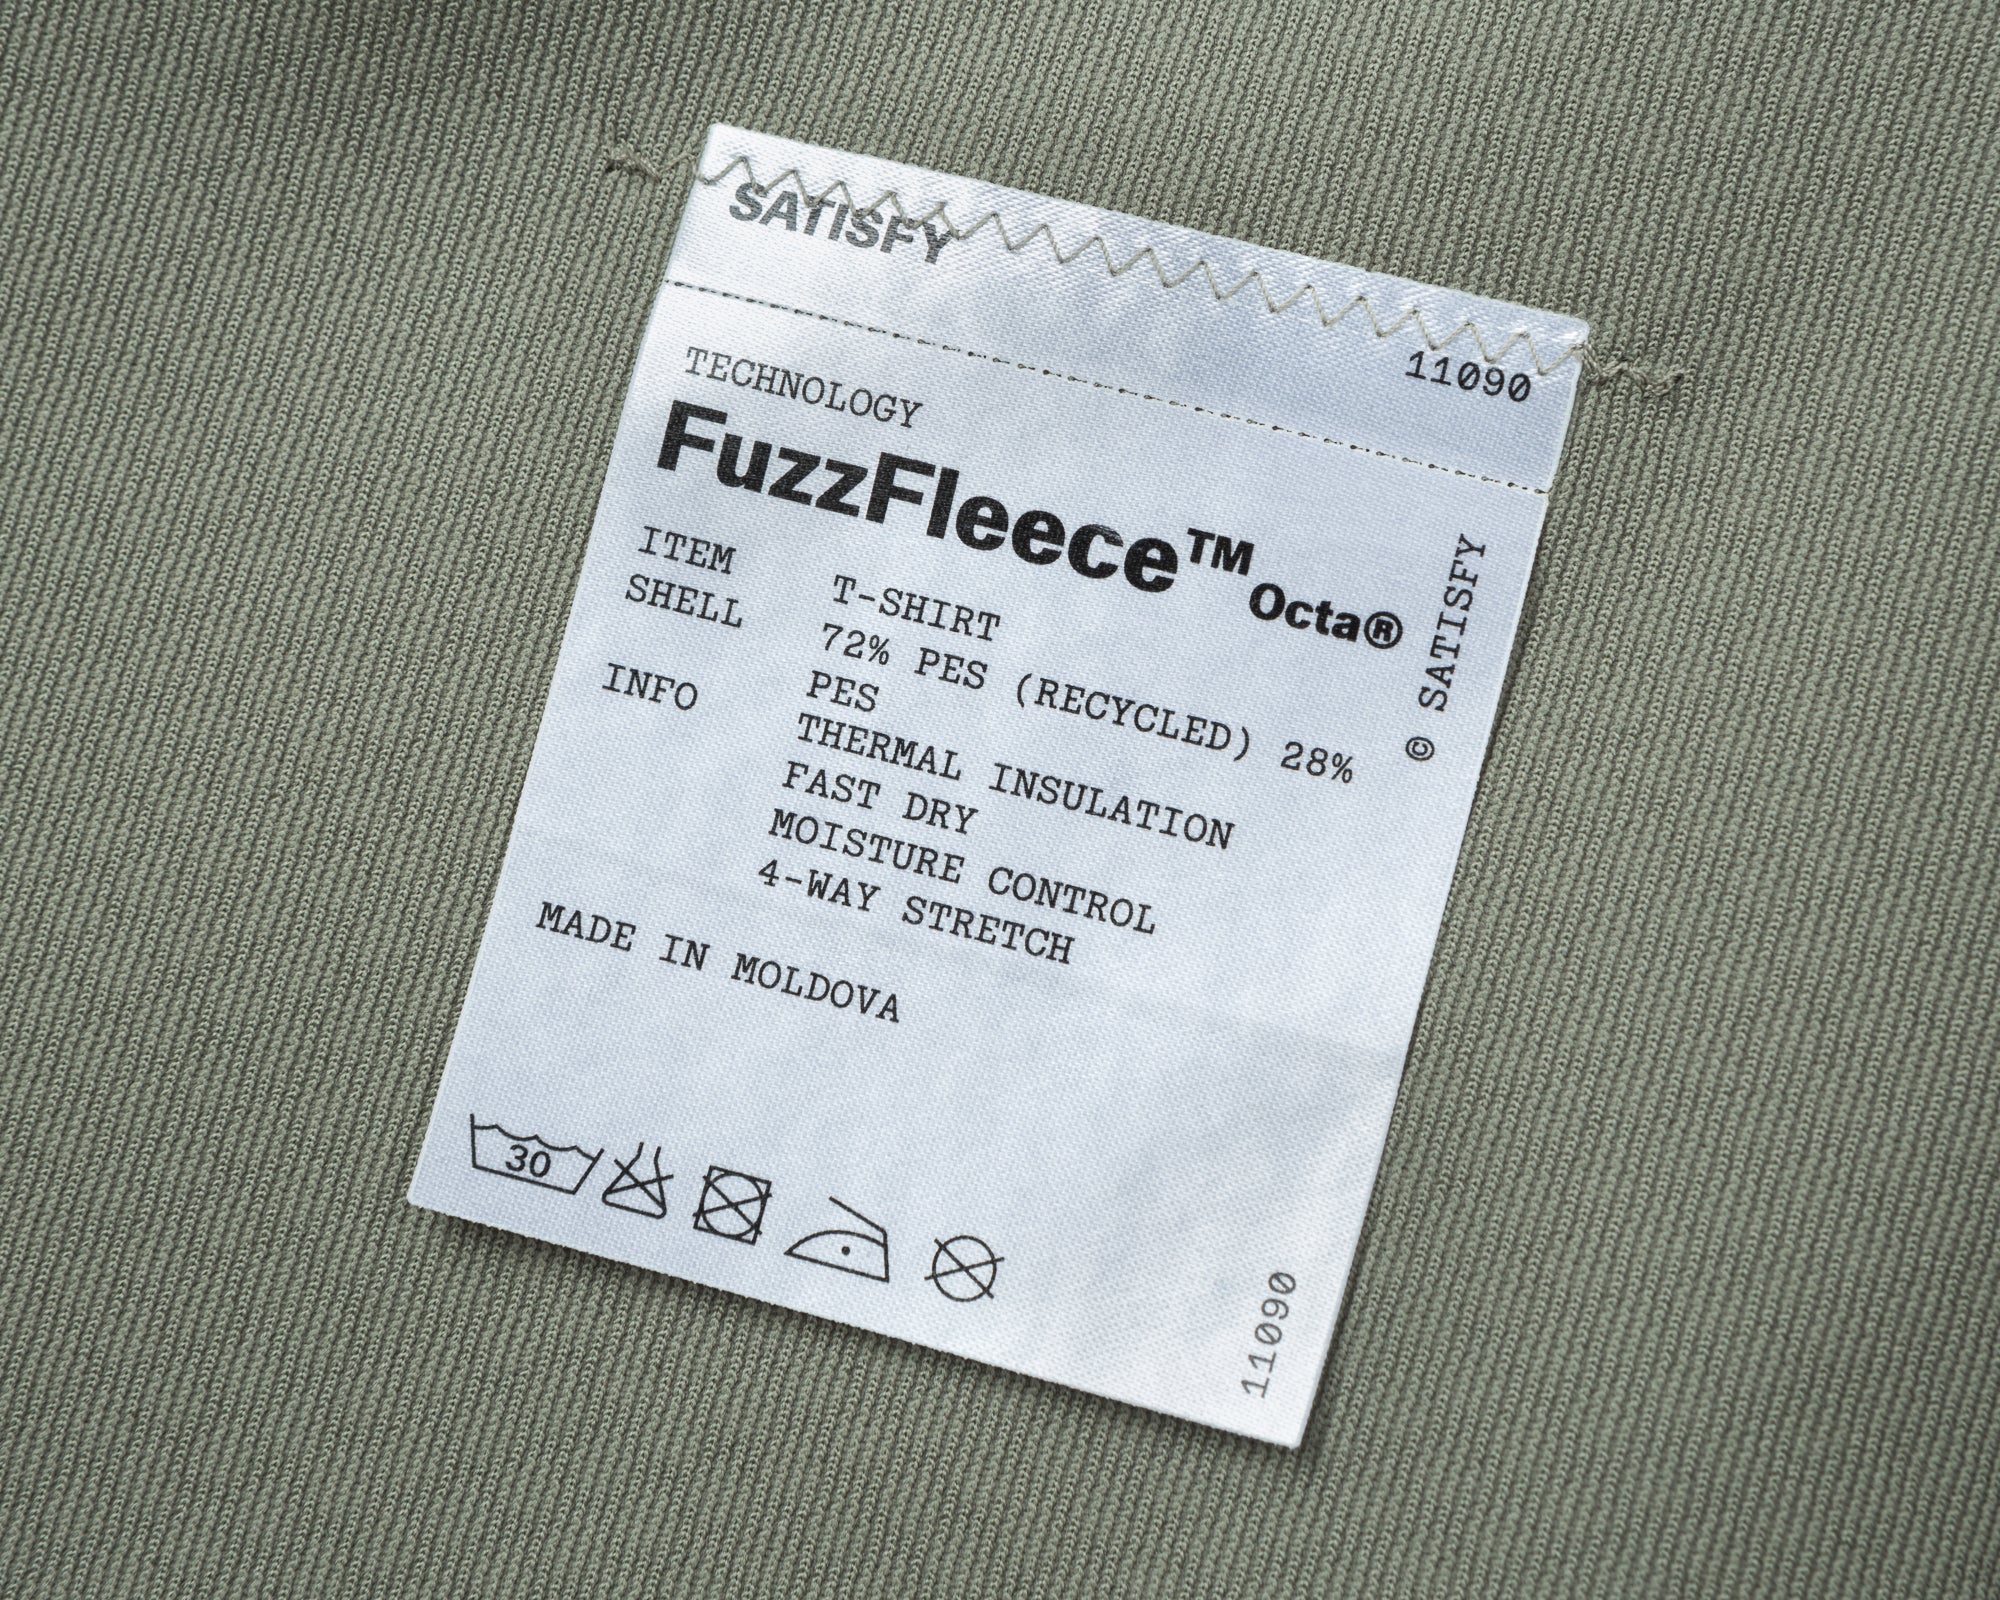 SATISFY
11090
TECHNOLOGY
FuzzFleece™ Octa®
ITEM T-SHIRT
SHELL 72% PES (RECYCLED) 28%
PES
INFO THERMAL INSULATION
FAST DRY
MOISTURE CONTROL
4-WAY STRETCH
MADE IN MOLDOVA
© SATISFY
30
11090